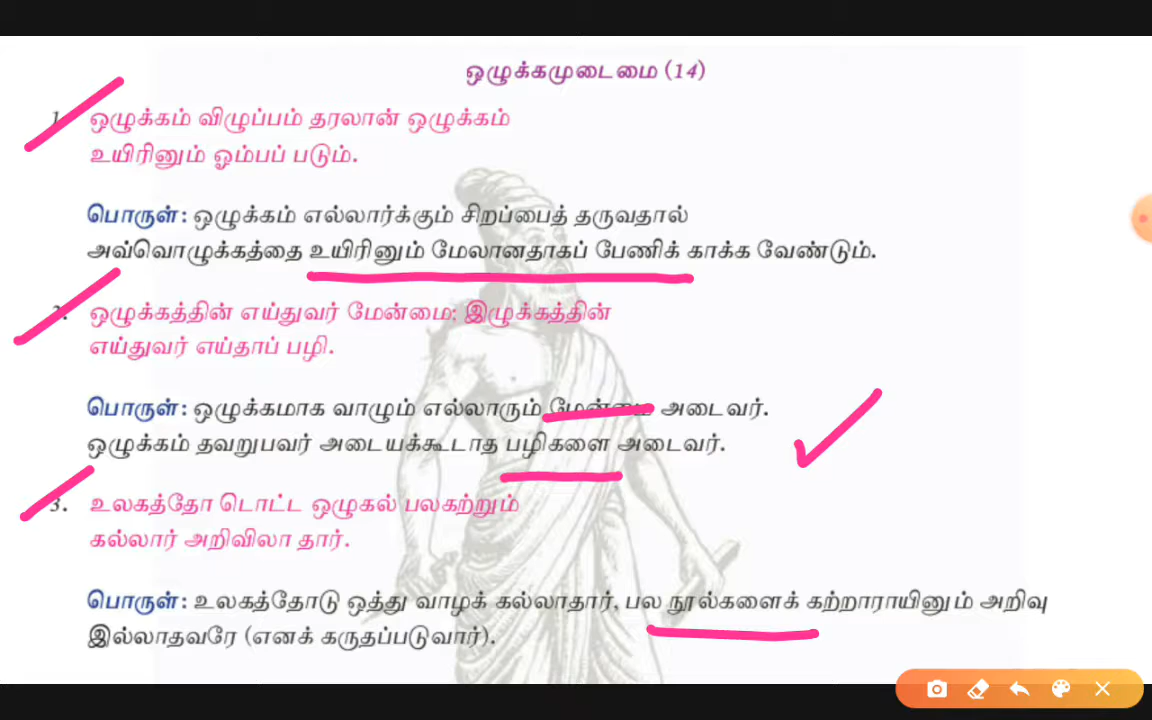 ஒழுக்கமுடைமை (14)
1. ஒழுக்கம் விழுப்பம் தரலான் ஒழுக்கம்
உயிரினும் ஓம்பப் படும்.
பொருள்: ஒழுக்கம் எல்லார்க்கும் சிறப்பைத் தருவதால்
அவ்வொழுக்கத்தை உயிரினும் மேலானதாகப் பேணிக் காக்க வேண்டும்.
2. ஒழுக்கத்தின் எய்துவர் மேன்மை; இழுக்கத்தின்
எய்துவர் எய்தாப் பழி.
பொருள்: ஒழுக்கமாக வாழும் எல்லாரும் மேன்மை அடைவர்.
ஒழுக்கம் தவறுபவர் அடையக்கூடாத பழிகளை அடைவர்.
3. உலகத்தோ டொட்ட ஒழுகல் பலகற்றும்
கல்லார் அறிவிலா தார்.
பொருள்: உலகத்தோடு ஒத்து வாழக் கல்லாதார், பல நூல்களைக் கற்றாராயினும் அறிவு
இல்லாதவரே (எனக் கருதப்படுவார்).